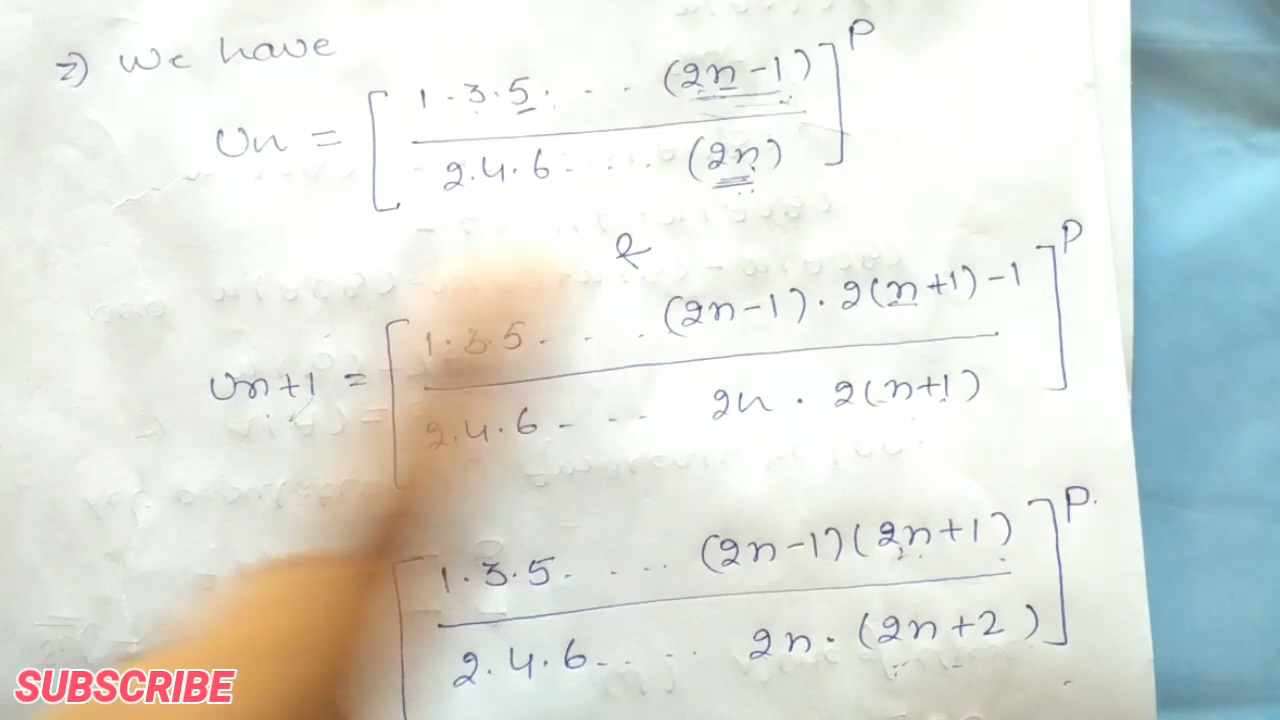 =) We have
Un = [ 1.3.5. . . . (2n-1) / 2.4.6. . . . (2n) ]^P
&
Un+1 = [ 1.3.5. . . . (2n-1) . 2(n+1)-1 / 2.4.6. . . . 2n . 2(n+1) ]^P
[ 1.3.5. . . . (2n-1)(2n+1) / 2.4.6. . . . 2n . (2n+2) ]^P.
SUBSCRIBE